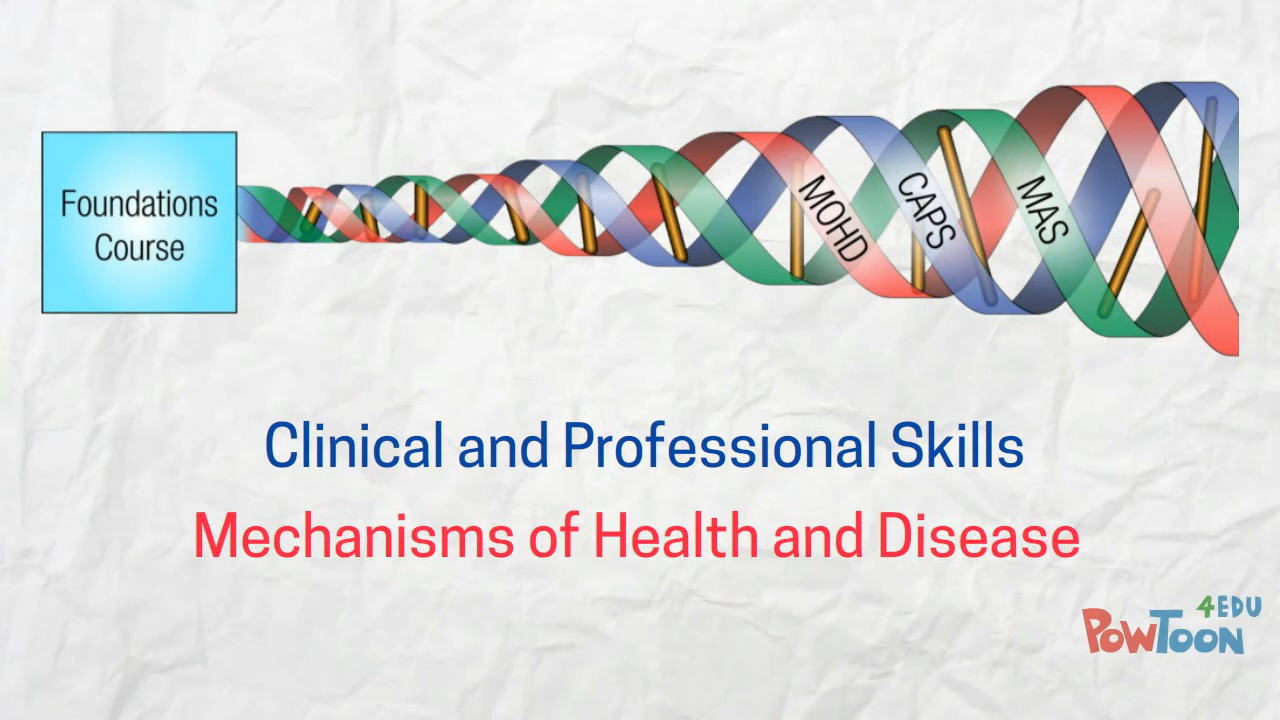 Foundations
Course
MOHD
CAPS
MAS
Clinical and Professional Skills
Mechanisms of Health and Disease
4EDU
POWTOON